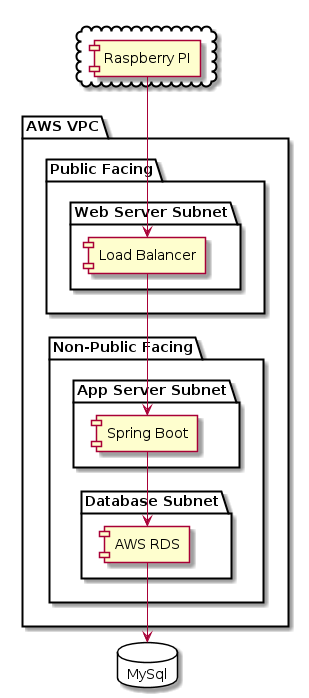 Raspberry PI
AWS VPC
Public Facing
Web Server Subnet
Load Balancer
Non-Public Facing
App Server Subnet
Spring Boot
Database Subnet
AWS RDS
MySql